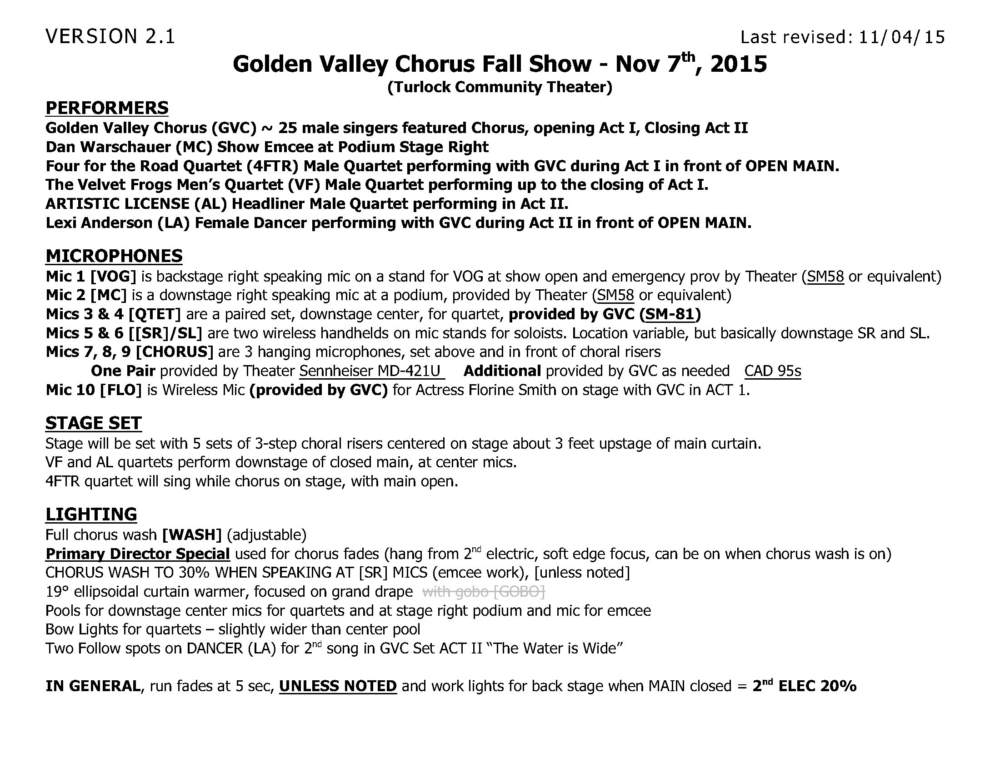 VERSION 2.1 Last revised: 11/04/15
Golden Valley Chorus Fall Show - Nov 7th, 2015
(Turlock Community Theater)
PERFORMERS
Golden Valley Chorus (GVC) ~ 25 male singers featured Chorus, opening Act I, Closing Act II
Dan Warschauer (MC) Show Emcee at Podium Stage Right
Four for the Road Quartet (4FTR) Male Quartet performing with GVC during Act I in front of OPEN MAIN.
The Velvet Frogs Men’s Quartet (VF) Male Quartet performing up to the closing of Act I.
ARTISTIC LICENSE (AL) Headliner Male Quartet performing in Act II.
Lexi Anderson (LA) Female Dancer performing with GVC during Act II in front of OPEN MAIN.
MICROPHONES
Mic 1 [VOG] is backstage right speaking mic on a stand for VOG at show open and emergency prov by Theater (SM58 or equivalent)
Mic 2 [MC] is a downstage right speaking mic at a podium, provided by Theater (SM58 or equivalent)
Mics 3 & 4 [QTET] are a paired set, downstage center, for quartet, provided by GVC (SM-81)
Mics 5 & 6 [[SR]/SL] are two wireless handhelds on mic stands for soloists. Location variable, but basically downstage SR and SL.
Mics 7, 8, 9 [CHORUS] are 3 hanging microphones, set above and in front of choral risers
One Pair provided by Theater Sennheiser MD-421U Additional provided by GVC as needed CAD 95s
Mic 10 [FLO] is Wireless Mic (provided by GVC) for Actress Florine Smith on stage with GVC in ACT 1.
STAGE SET
Stage will be set with 5 sets of 3-step choral risers centered on stage about 3 feet upstage of main curtain.
VF and AL quartets perform downstage of closed main, at center mics.
4FTR quartet will sing while chorus on stage, with main open.
LIGHTING
Full chorus wash [WASH] (adjustable)
Primary Director Special used for chorus fades (hang from 2nd electric, soft edge focus, can be on when chorus wash is on)
CHORUS WASH TO 30% WHEN SPEAKING AT [SR] MICS (emcee work), [unless noted]
19° ellipsoidal curtain warmer, focused on grand drape with gobo [GOBO]
Pools for downstage center mics for quartets and at stage right podium and mic for emcee
Bow Lights for quartets – slightly wider than center pool
Two Follow spots on DANCER (LA) for 2nd song in GVC Set ACT II “The Water is Wide”
IN GENERAL, run fades at 5 sec, UNLESS NOTED and work lights for back stage when MAIN closed = 2nd ELEC 20%